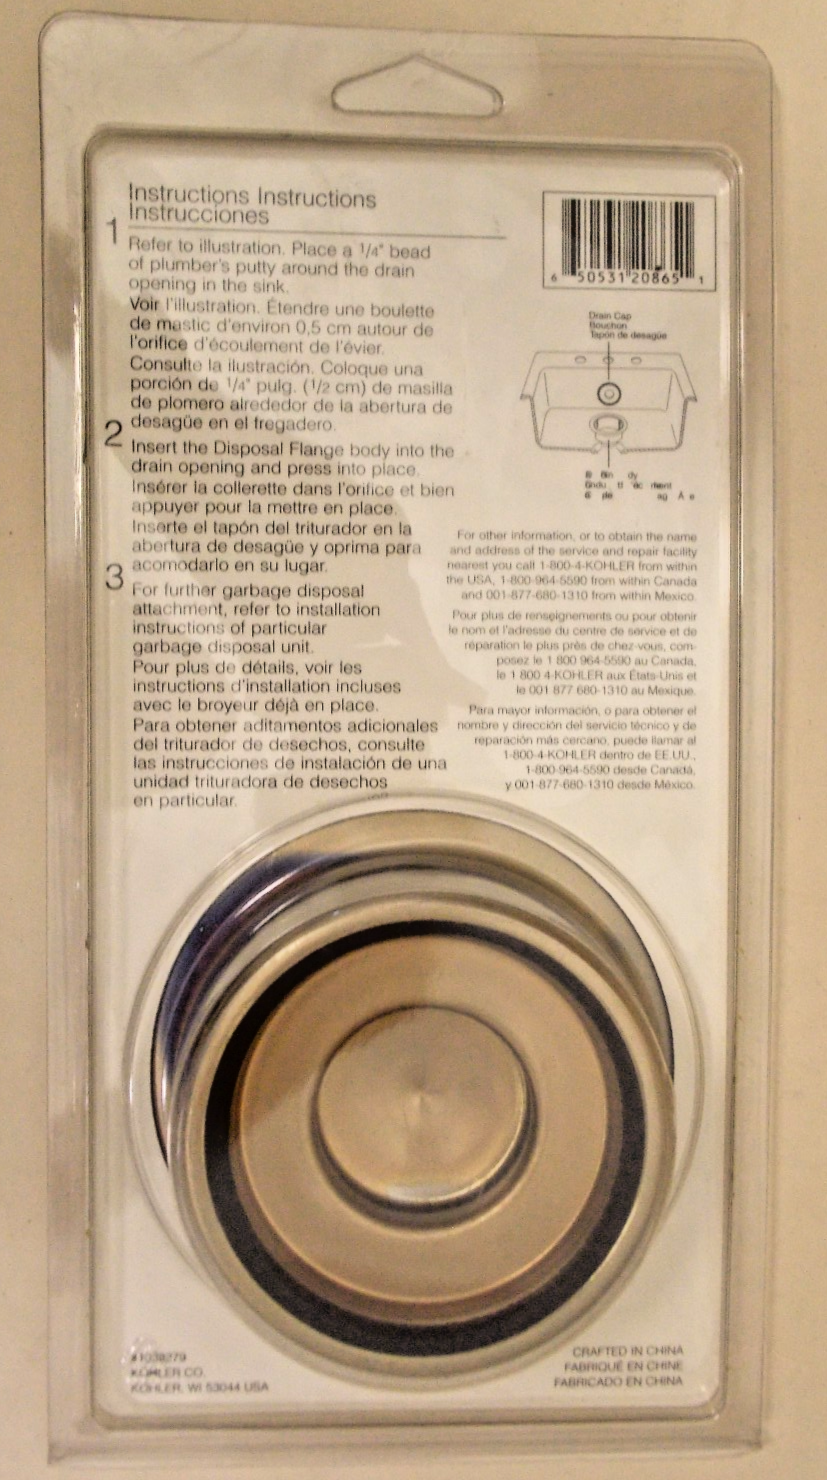 Instructions Instructions
Instrucciones
1
Refer to illustration. Place a 1/4" bead
of plumber's putty around the drain
opening in the sink.
Voir l'illustration. Étendre une boulette
de mastic d'environ 0,5 cm autour de
l'orifice d'écoulement de l'évier.
Consulte la ilustración. Coloque una
porción de 1/4" pulg. (1/2 cm) de masilla
de plomero alrededor de la abertura de
desagüe en el fregadero.
2
Insert the Disposal Flange body into the
drain opening and press into place.
Insérer la collerette dans l'orifice et bien
appuyer pour la mettre en place.
Inserte el tapón del triturador en la
abertura de desagüe y oprima para
acomodarlo en su lugar.
3
For further garbage disposal
attachment, refer to installation
instructions of particular
garbage disposal unit.
Pour plus de détails, voir les
instructions d'installation incluses
avec le broyeur déjà en place.
Para obtener aditamentos adicionales
del triturador de desechos, consulte
las instrucciones de instalación de una
unidad trituradora de desechos
en particular.
6 50531 20865 1
Drain Cap
Bouchon
Tapón de desagüe
For other information, or to obtain the name
and address of the service and repair facility
nearest you call 1-800-4-KOHLER from within
the USA, 1-800-964-5590 from within Canada
and 001-877-680-1310 from within Mexico.
Pour plus de renseignements ou pour obtenir
le nom et l'adresse du centre de service et de
réparation le plus près de chez-vous, com-
posez le 1 800 964-5590 au Canada,
le 1 800 4-KOHLER aux États-Unis et
le 001 877 680-1310 au Mexique.
Para mayor información, o para obtener el
nombre y dirección del servicio técnico y de
reparación más cercano, puede llamar al
1-800-4-KOHLER dentro de EE.UU.,
1-800-964-5590 desde Canadá,
y 001-877-680-1310 desde México.
#1038279
KOHLER CO.
KOHLER, WI 53044 USA
CRAFTED IN CHINA
FABRIQUÉ EN CHINE
FABRICADO EN CHINA